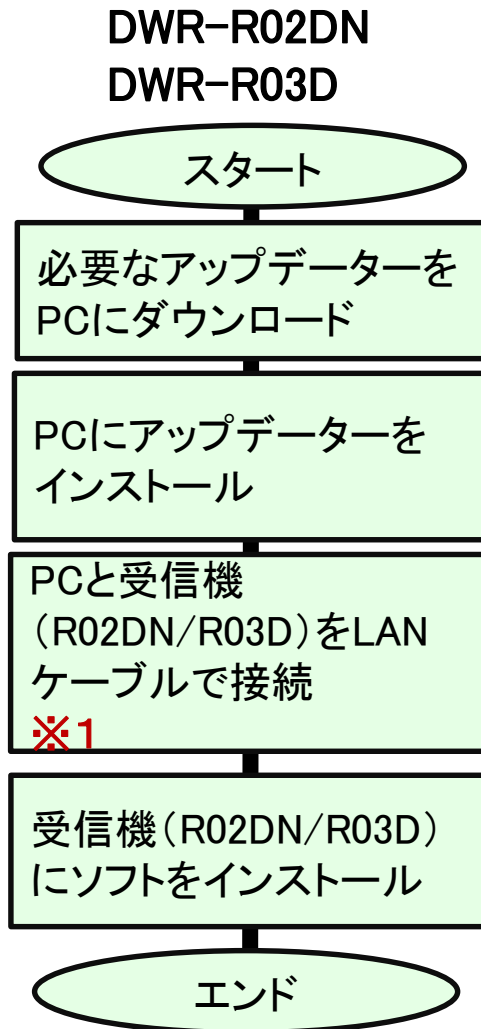 DWR-R02DN
DWR-R03D
スタート
必要なアップデーターを
PCにダウンロード
PCにアップデーターを
インストール
PCと受信機
(R02DN/R03D)をLAN
ケーブルで接続
※1
受信機(R02DN/R03D)
にソフトをインストール
エンド